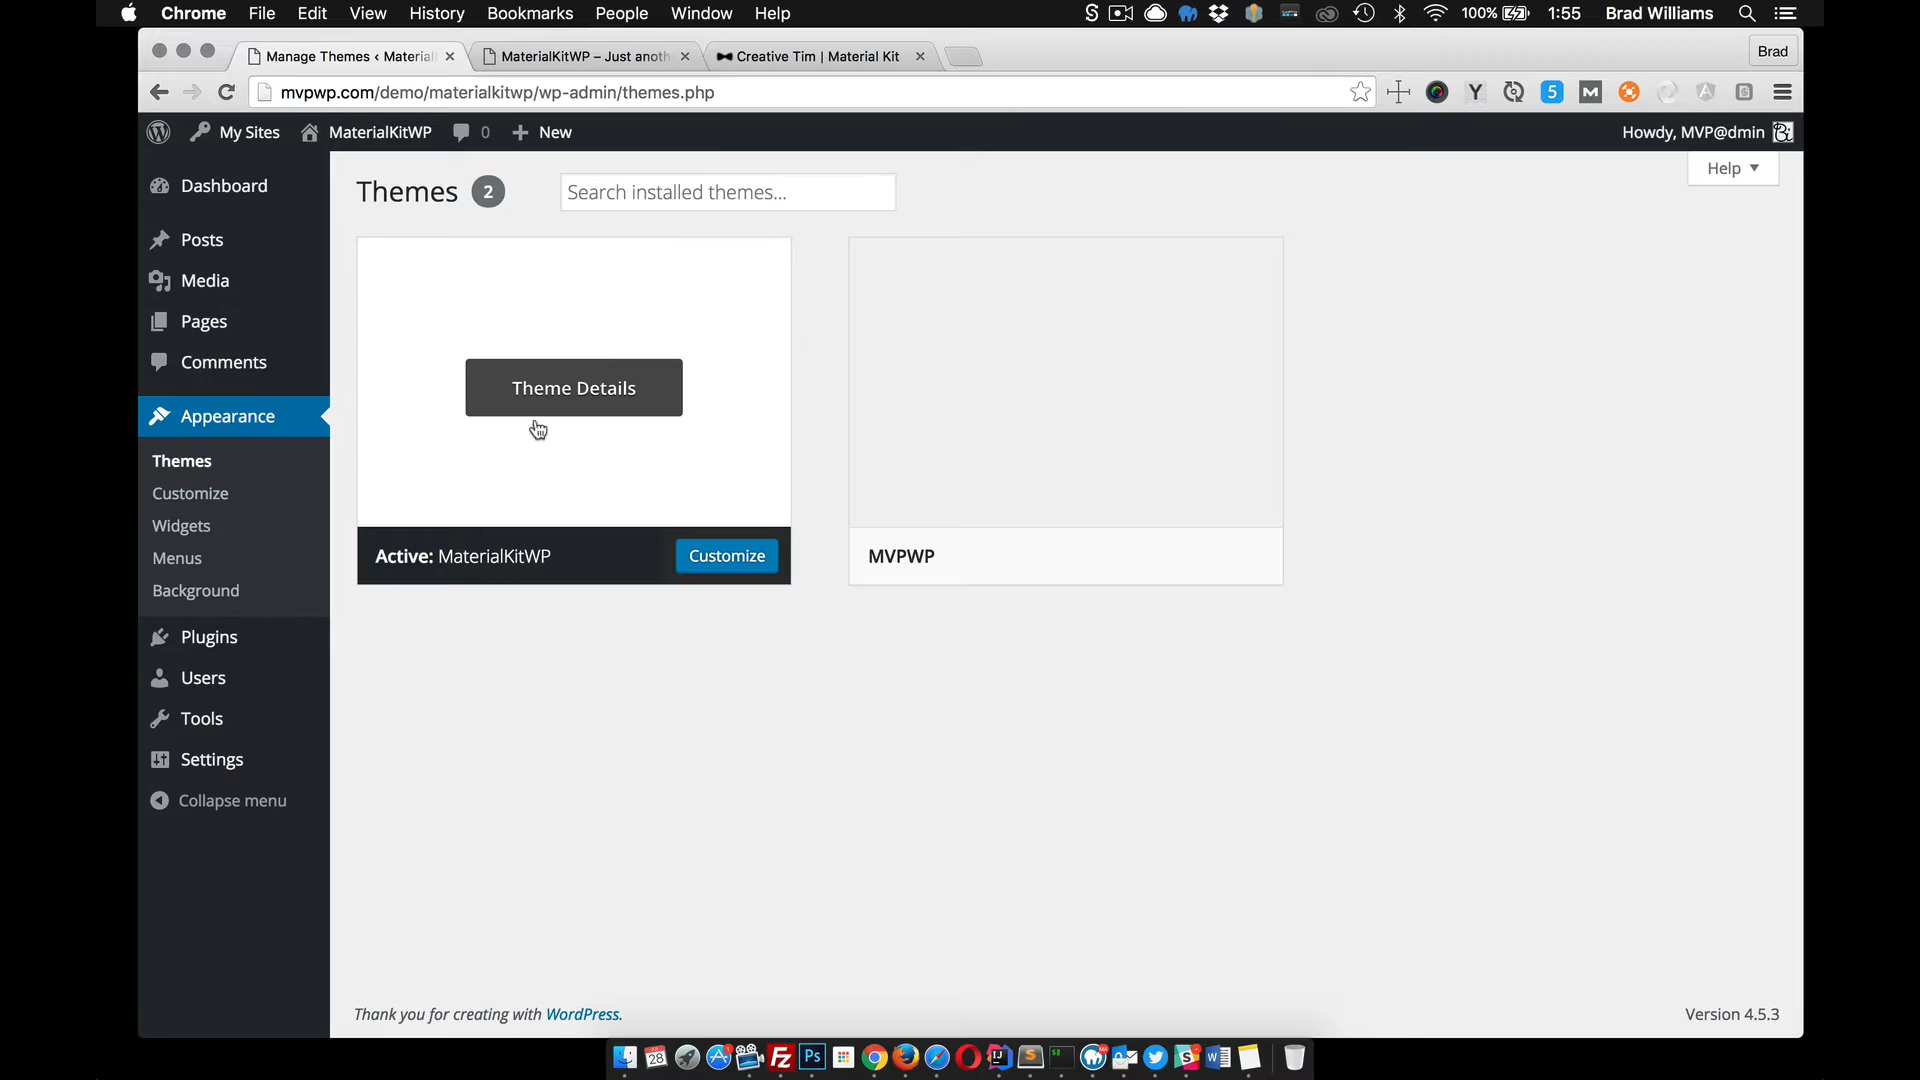 Chrome File Edit View History Bookmarks People Window Help 100% 1:55 Brad Williams
Manage Themes ‹ Material MaterialKitWP – Just anoth Creative Tim | Material Kit Brad
mvpwp.com/demo/materialkitwp/wp-admin/themes.php
My Sites MaterialKitWP 0 New Howdy, MVP@dmin
Help
Themes 2 Search installed themes...
Dashboard
Posts
Media
Pages
Comments
Appearance
Themes
Customize
Widgets
Menus
Background
Plugins
Users
Tools
Settings
Collapse menu
Theme Details
Active: MaterialKitWP Customize
MVPWP
Thank you for creating with WordPress. Version 4.5.3